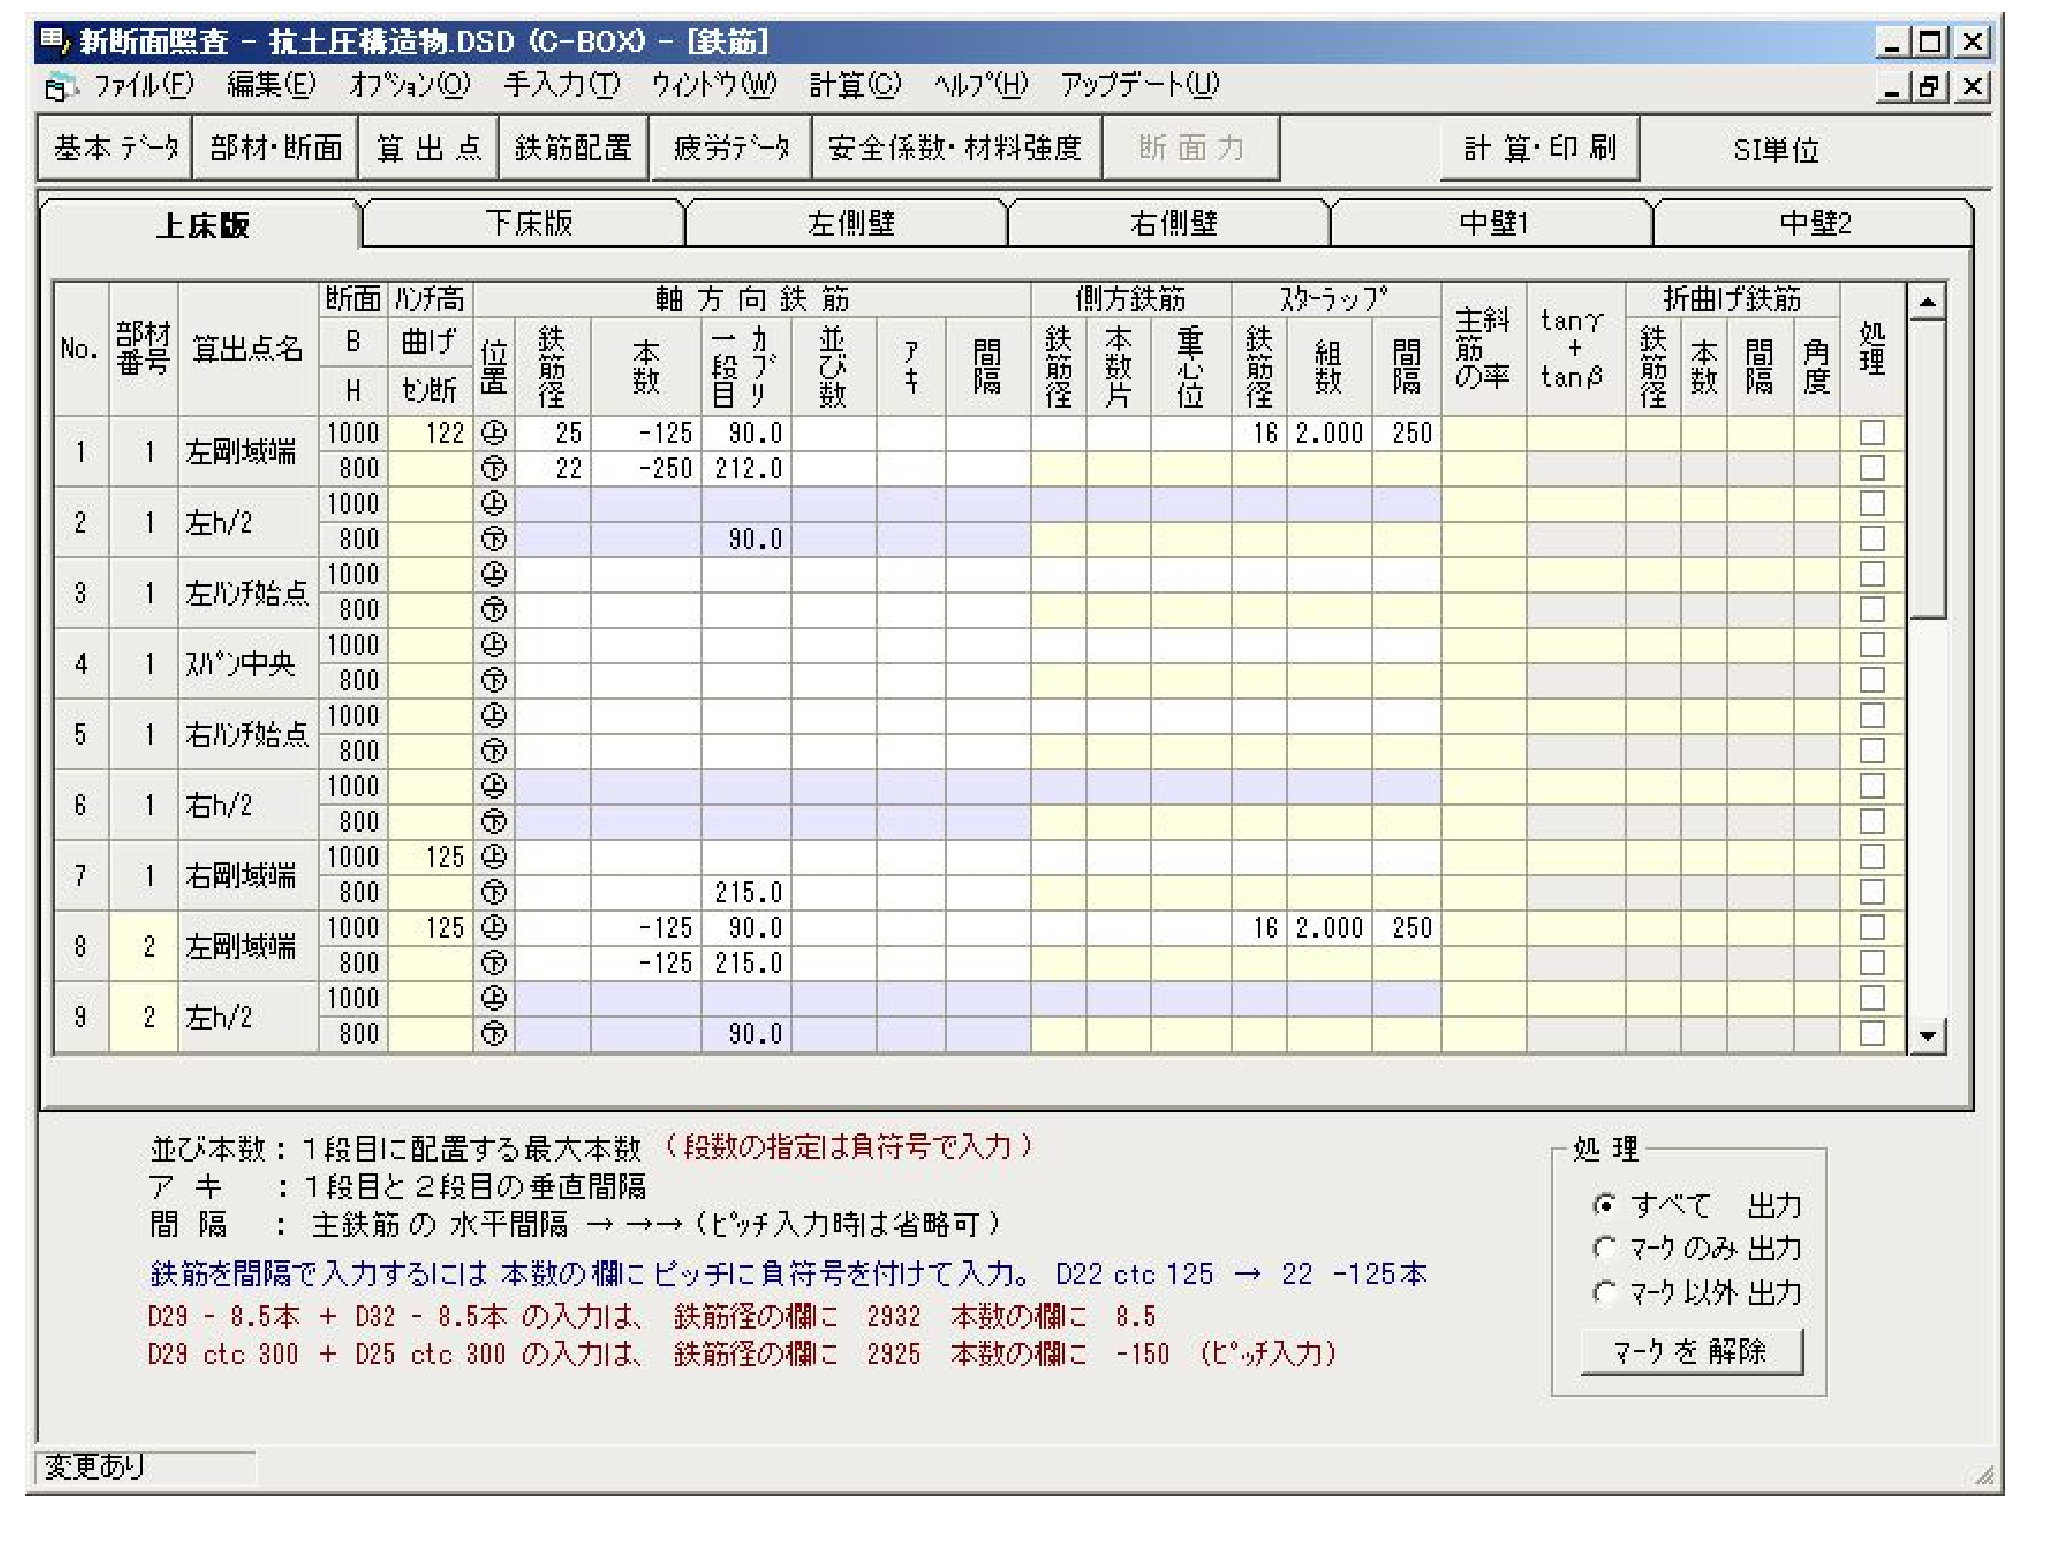 新断面照査 - 抗土圧構造物.DSD (C-BOX) - [鉄筋]
ファイル(F) 編集(E) オプション(O) 手入力(T) ウィンドウ(W) 計算(C) ヘルプ(H) アップデート(U)
基本データ 部材・断面 算出点 鉄筋配置 疲労データ 安全係数・材料強度 断面力 計算・印刷 SI単位
上床版 下床版 左側壁 右側壁 中壁1 中壁2
No. 部材番号 算出点名 断面 B H ハンチ高 曲げ せん断 軸方向鉄筋 位置 鉄筋径 本数 一段目カブリ 並び数 アキ 間隔 側方鉄筋 鉄筋径 本数片 重心位 スターラップ 鉄筋径 組数 間隔 主筋の斜率 tanγ + tanβ 折曲げ鉄筋 鉄筋径 本数 間隔 角度 処理
1 1 左剛域端 1000 122 上 25 -125 90.0 16 2.000 250
800 下 22 -250 212.0
2 1 左h/2 1000 上
800 下 90.0
3 1 左ハンチ始点 1000 上
800 下
4 1 スパン中央 1000 上
800 下
5 1 右ハンチ始点 1000 上
800 下
6 1 右h/2 1000 上
800 下
7 1 右剛域端 1000 125 上
800 下 215.0
8 2 左剛域端 1000 125 上 -125 90.0 16 2.000 250
800 下 -125 215.0
9 2 左h/2 1000 上
800 下 90.0
並び本数：１段目に配置する最大本数 （段数の指定は負符号で入力）
ア キ ：１段目と２段目の垂直間隔
間 隔 ： 主鉄筋の水平間隔 → →→（ピッチ入力時は省略可）
鉄筋を間隔で入力するには 本数の欄にピッチに負符号を付けて入力。 D22 ctc 125 → 22 -125本
D29 - 8.5本 + D32 - 8.5本 の入力は、 鉄筋径の欄に 2932 本数の欄に 8.5
D29 ctc 300 + D25 ctc 300 の入力は、 鉄筋径の欄に 2925 本数の欄に -150 (ピッチ入力)
処 理
すべて 出力
マークのみ 出力
マーク以外 出力
マークを解除
変更あり